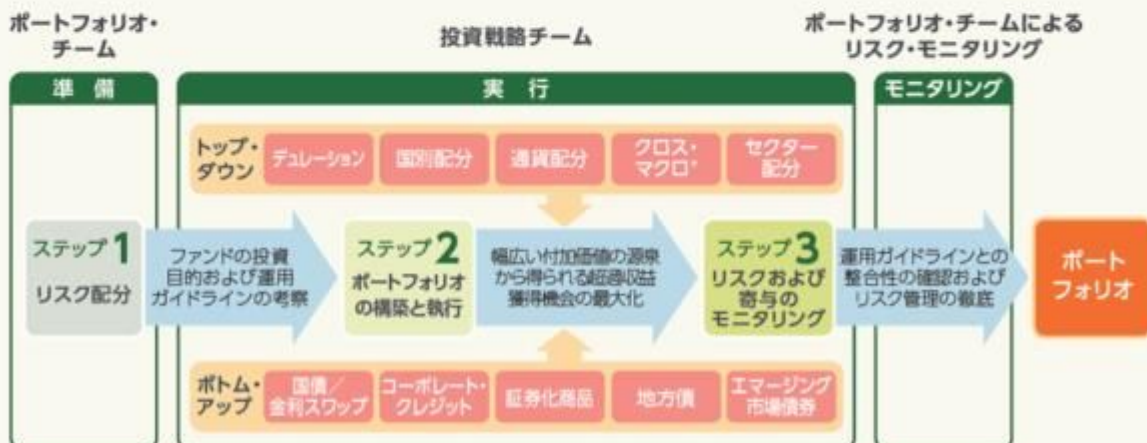 ポートフォリオ・
チーム
投資戦略チーム
ポートフォリオ・チームによる
リスク・モニタリング
準 備
実 行
モニタリング
トップ・
ダウン
デュレーション
国別配分
通貨配分
クロス・
マクロ*
セクター
配分
ステップ1
リスク配分
ファンドの投資
目的および運用
ガイドラインの考察
ステップ2
ポートフォリオ
の構築と執行
幅広い付加価値の源泉
から得られる超過収益
獲得機会の最大化
ステップ3
リスクおよび
寄与の
モニタリング
運用ガイドラインとの
整合性の確認および
リスク管理の徹底
ポート
フォリオ
ボトム・
アップ
国債／
金利スワップ
コーポレート・
クレジット
証券化商品
地方債
エマージング
市場債券